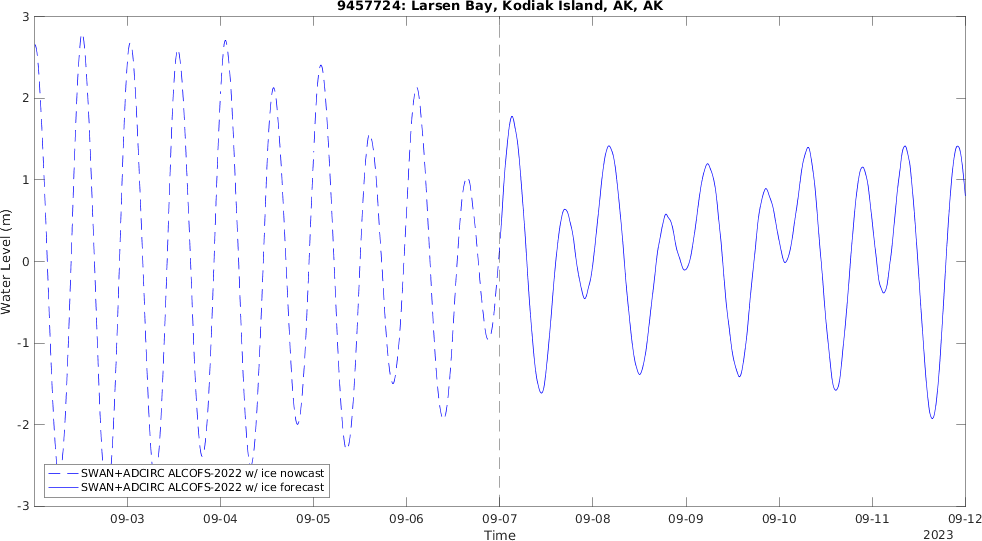 9457724: Larsen Bay, Kodiak Island, AK, AK
3
2
1
0
-1
-2
-3
Water Level (m)
SWAN+ADCIRC ALCOFS-2022 w/ ice nowcast
SWAN+ADCIRC ALCOFS-2022 w/ ice forecast
09-03 09-04 09-05 09-06 09-07 09-08 09-09 09-10 09-11 09-12
Time
2023